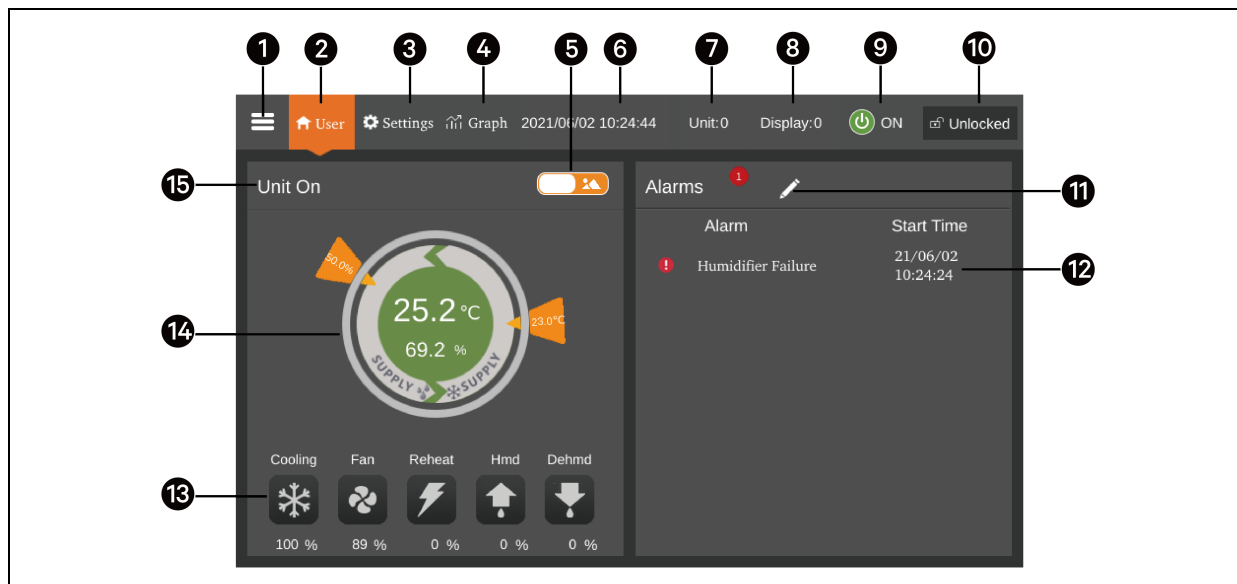 1 2 3 4 5 6 7 8 9 10
User Settings Graph 2021/06/02 10:24:44 Unit:0 Display:0 ON Unlocked
15 Unit On
Alarms 1 11
Alarm Start Time
Humidifier Failure 21/06/02
10:24:24 12
50.0%
25.2 °C
23.0°C
14
69.2 %
SUPPLY SUPPLY
Cooling Fan Reheat Hmd Dehmd
13
100 % 89 % 0 % 0 % 0 %